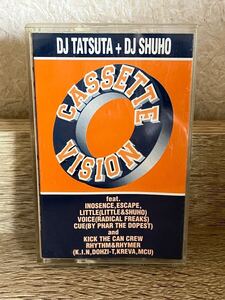 DJ TATSUTA + DJ SHUHO
CASSETTE
VISION
feat.
INOSENCE,ESCAPE,
LITTLE(LITTLE&SHUHO)
VOICE(RADICAL FREAKS)
CUE(BY PHAR THE DOPEST)
and
KICK THE CAN CREW
RHYTHM&RHYMER
(K.I.N,DOHZI-T,KREVA,MCU)